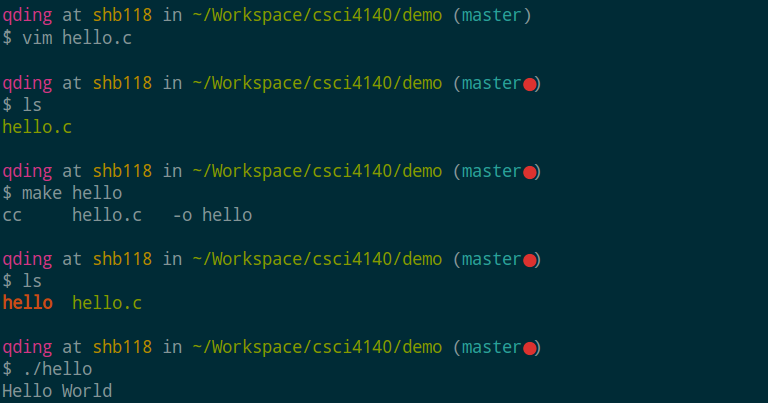 qding at shb118 in ~/Workspace/csci4140/demo (master)
$ vim hello.c
qding at shb118 in ~/Workspace/csci4140/demo (master●)
$ ls
hello.c
qding at shb118 in ~/Workspace/csci4140/demo (master●)
$ make hello
cc     hello.c   -o hello
qding at shb118 in ~/Workspace/csci4140/demo (master●)
$ ls
hello  hello.c
qding at shb118 in ~/Workspace/csci4140/demo (master●)
$ ./hello
Hello World